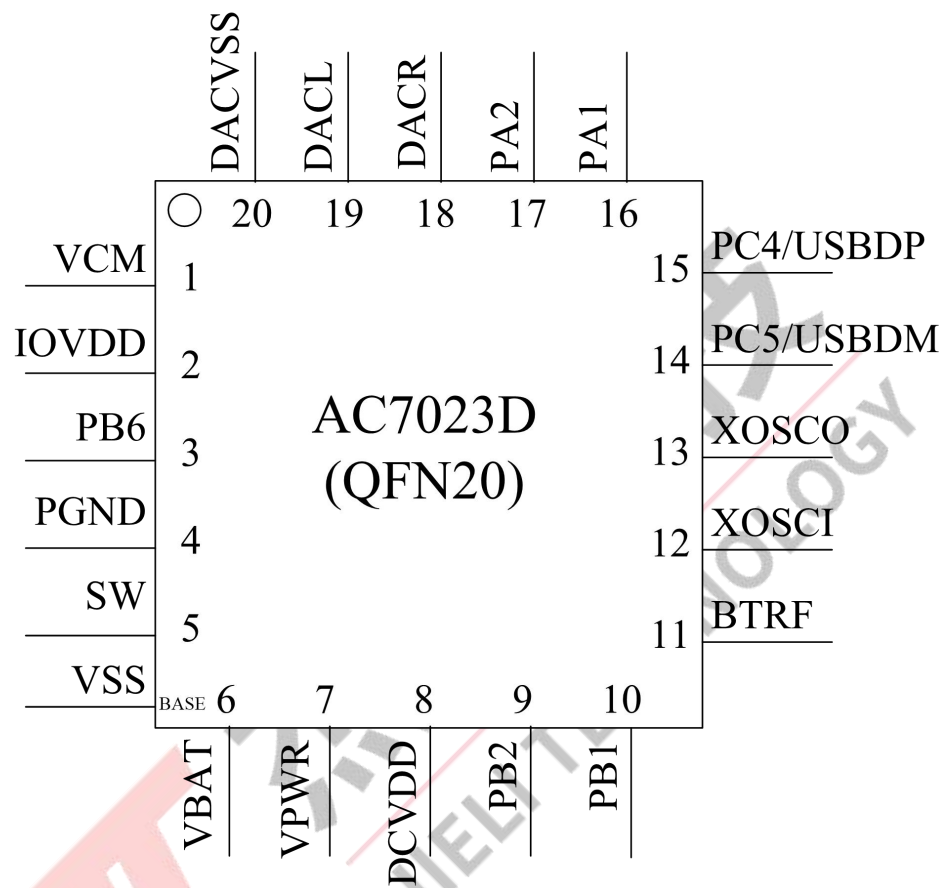 DACVSS
DACL
DACR
PA2
PA1
20
19
18
17
16
VCM
1
IOVDD
2
PB6
3
PGND
4
SW
5
VSS
BASE
AC7023D
(QFN20)
15
PC4/USBDP
14
PC5/USBDM
13
XOSCO
12
XOSCI
11
BTRF
6
7
8
9
10
VBAT
VPWR
DCVDD
PB2
PB1